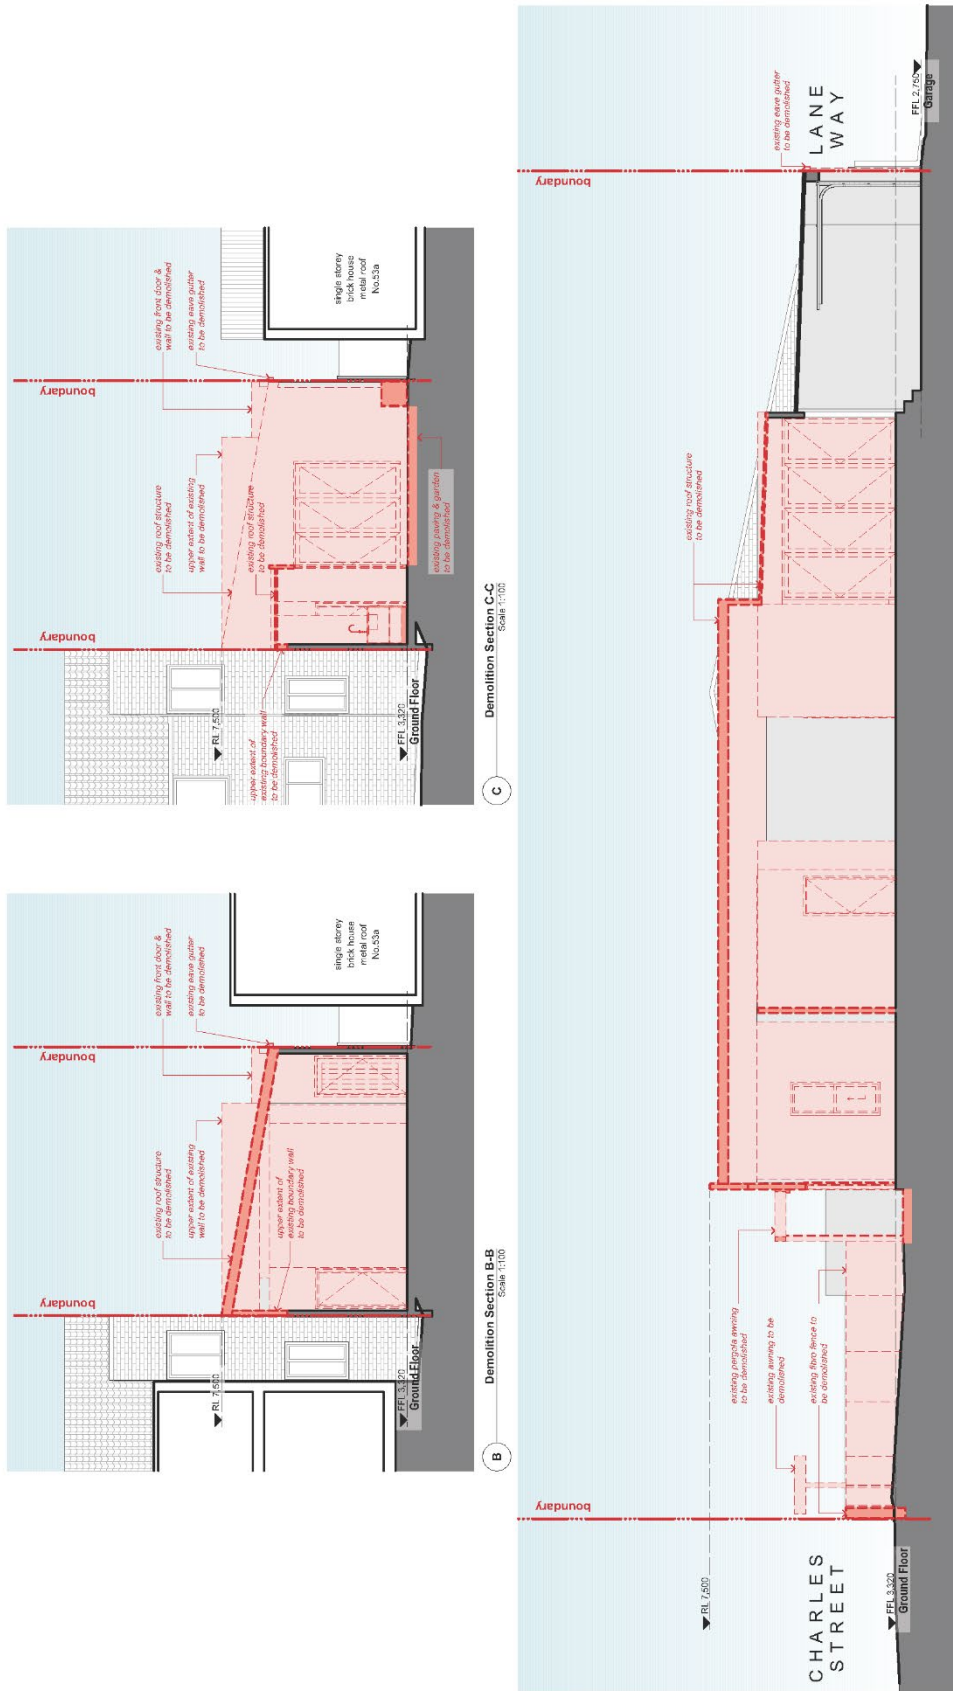 boundary
boundary
existing roof structure
to be demolished
upper extent of existing
wall to be demolished
existing front door &
wall to be demolished
existing eave gutter
to be demolished
upper extent of
existing boundary wall
to be demolished
single storey
brick house
metal roof
No.53a
RL 7,500
FFL 3,320
Ground Floor
B
Demolition Section B-B
Scale 1:100
boundary
boundary
existing roof structure
to be demolished
upper extent of existing
wall to be demolished
existing roof structure
to be demolished
existing front door &
wall to be demolished
existing eave gutter
to be demolished
upper extent of
existing boundary wall
to be demolished
existing paving & garden
to be demolished
single storey
brick house
metal roof
No.53a
RL 7,500
FFL 3,320
Ground Floor
C
Demolition Section C-C
Scale 1:100
boundary
boundary
RL 7,500
existing pergola awning
to be demolished
existing awning to be
demolished
existing fibro fence to
be demolished
existing roof structure
to be demolished
existing eave gutter
to be demolished
CHARLES
STREET
LANE
WAY
FFL 3,320
Ground Floor
FFL 2,750
Garage